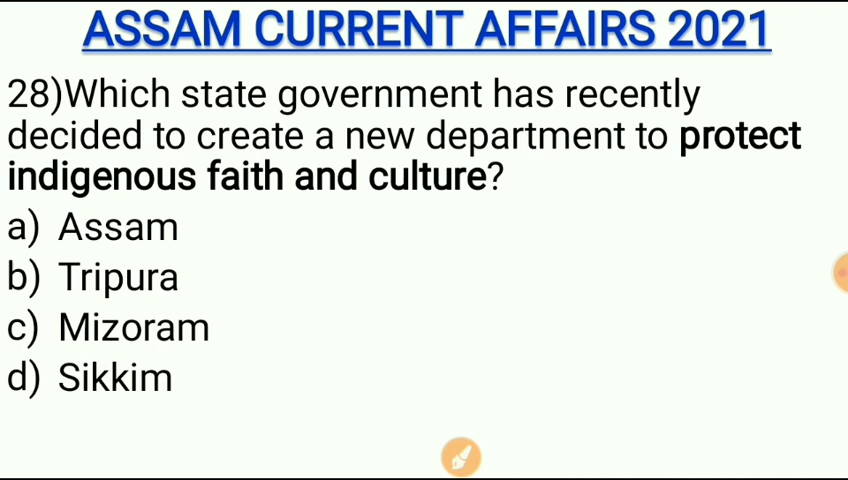 ASSAM CURRENT AFFAIRS 2021
28)Which state government has recently
decided to create a new department to protect
indigenous faith and culture?
a) Assam
b) Tripura
c) Mizoram
d) Sikkim